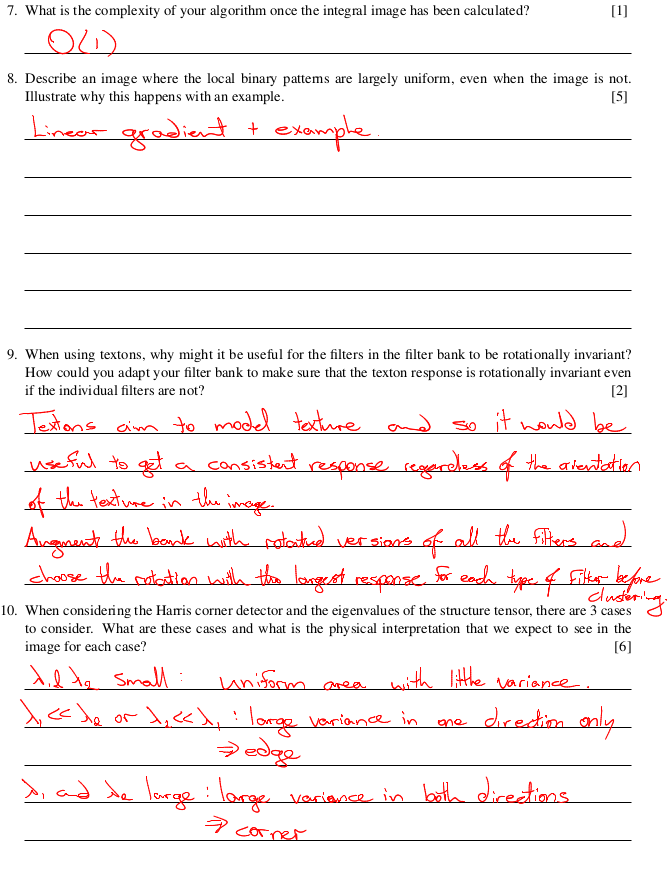 7. What is the complexity of your algorithm once the integral image has been calculated? [1]
O(1)
8. Describe an image where the local binary patterns are largely uniform, even when the image is not.
Illustrate why this happens with an example. [5]
Linear gradient + example.
9. When using textons, why might it be useful for the filters in the filter bank to be rotationally invariant?
How could you adapt your filter bank to make sure that the texton response is rotationally invariant even
if the individual filters are not? [2]
Textons aim to model texture and so it would be
useful to get a consistent response regardless of the orientation
of the texture in the image.
Augment the bank with rotated versions of all the filters and
choose the rotation with the largest response for each type of filter before
clustering.
10. When considering the Harris corner detector and the eigenvalues of the structure tensor, there are 3 cases
to consider. What are these cases and what is the physical interpretation that we expect to see in the
image for each case? [6]
λ₁ & λ₂ small: uniform area with little variance.
λ₁ << λ₂ or λ₂ << λ₁ : large variance in one direction only
⇒ edge
λ₁ and λ₂ large : large variance in both directions
⇒ corner